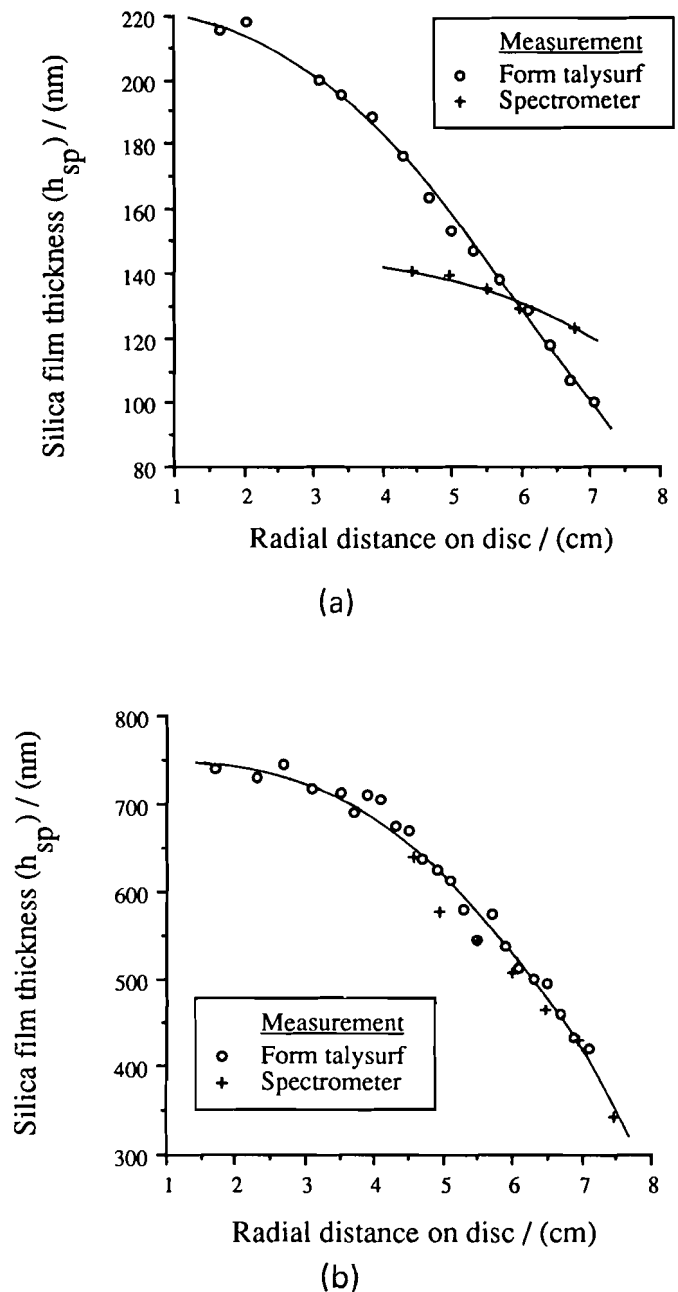 220
200
180
160
140
120
100
80
Silica film thickness (h_sp) / (nm)
Measurement
Form talysurf
Spectrometer
1 2 3 4 5 6 7 8
Radial distance on disc / (cm)
(a)
800
700
600
500
400
300
Silica film thickness (h_sp) / (nm)
Measurement
Form talysurf
Spectrometer
1 2 3 4 5 6 7 8
Radial distance on disc / (cm)
(b)